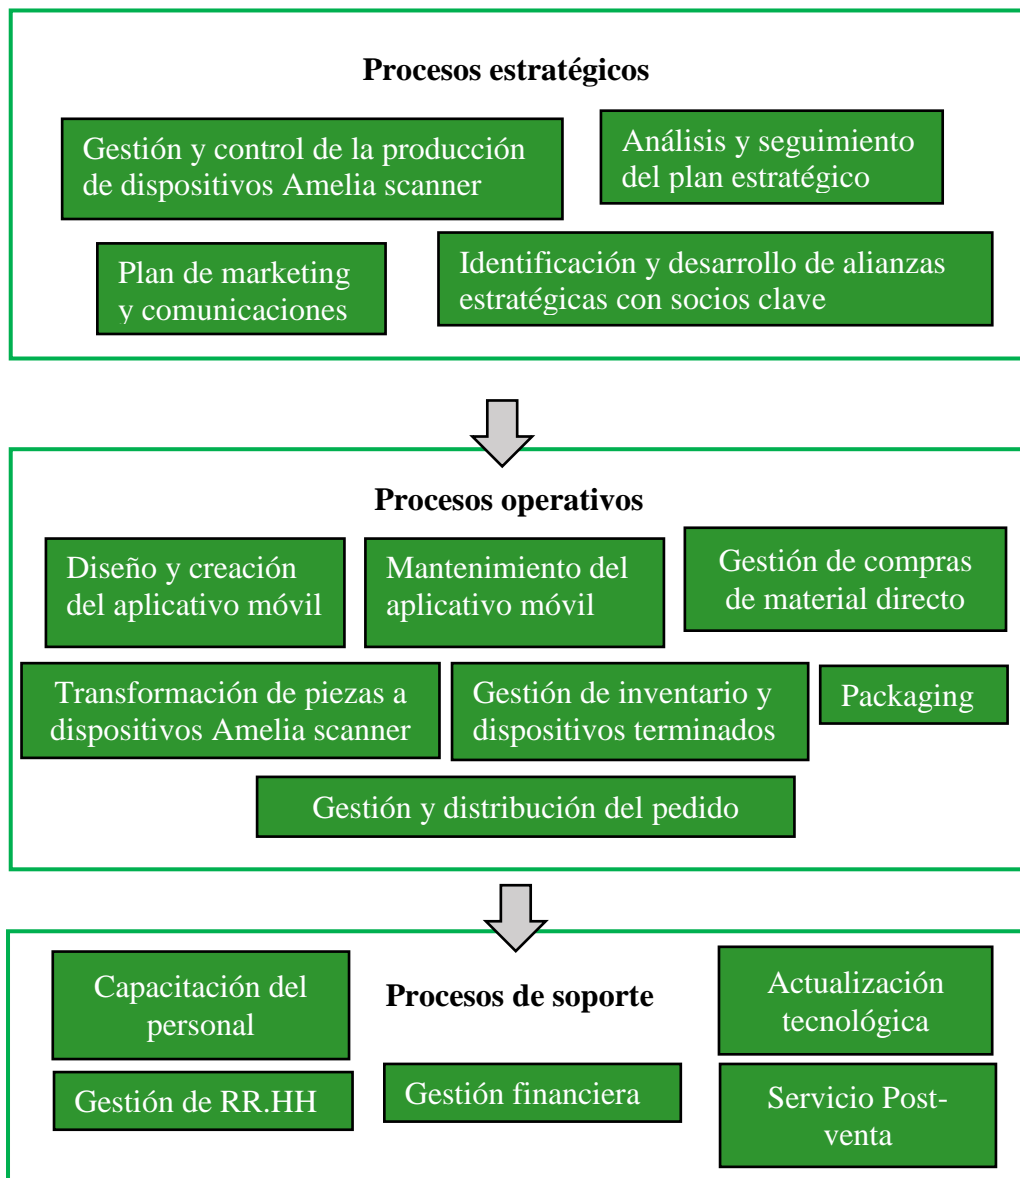 Procesos estratégicos
Gestión y control de la producción
de dispositivos Amelia scanner
Análisis y seguimiento
del plan estratégico
Plan de marketing
y comunicaciones
Identificación y desarrollo de alianzas
estratégicas con socios clave
Procesos operativos
Diseño y creación
del aplicativo móvil
Mantenimiento del
aplicativo móvil
Gestión de compras
de material directo
Transformación de piezas a
dispositivos Amelia scanner
Gestión de inventario y
dispositivos terminados
Packaging
Gestión y distribución del pedido
Capacitación del
personal
Procesos de soporte
Actualización
tecnológica
Gestión de RR.HH
Gestión financiera
Servicio Post-
venta